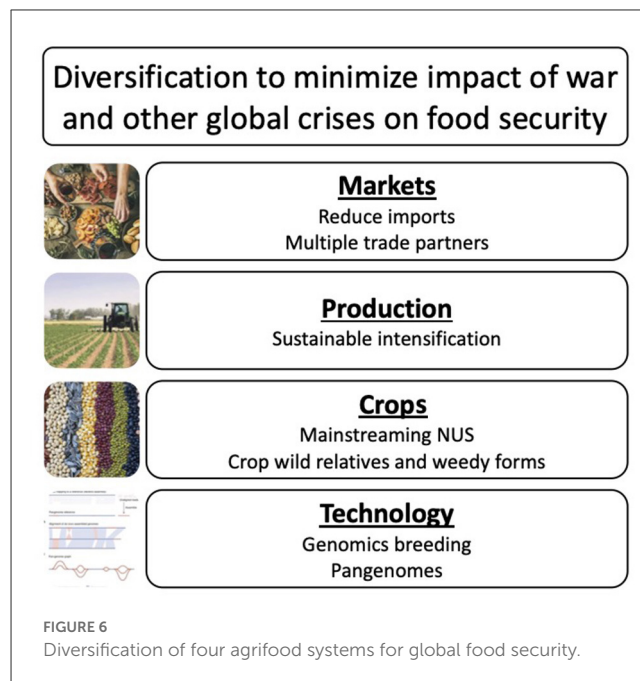 Diversification to minimize impact of war
and other global crises on food security
Markets
Reduce imports
Multiple trade partners
Production
Sustainable intensification
Crops
Mainstreaming NUS
Crop wild relatives and weedy forms
Technology
Genomics breeding
Pangenomes
FIGURE 6
Diversification of four agrifood systems for global food security.